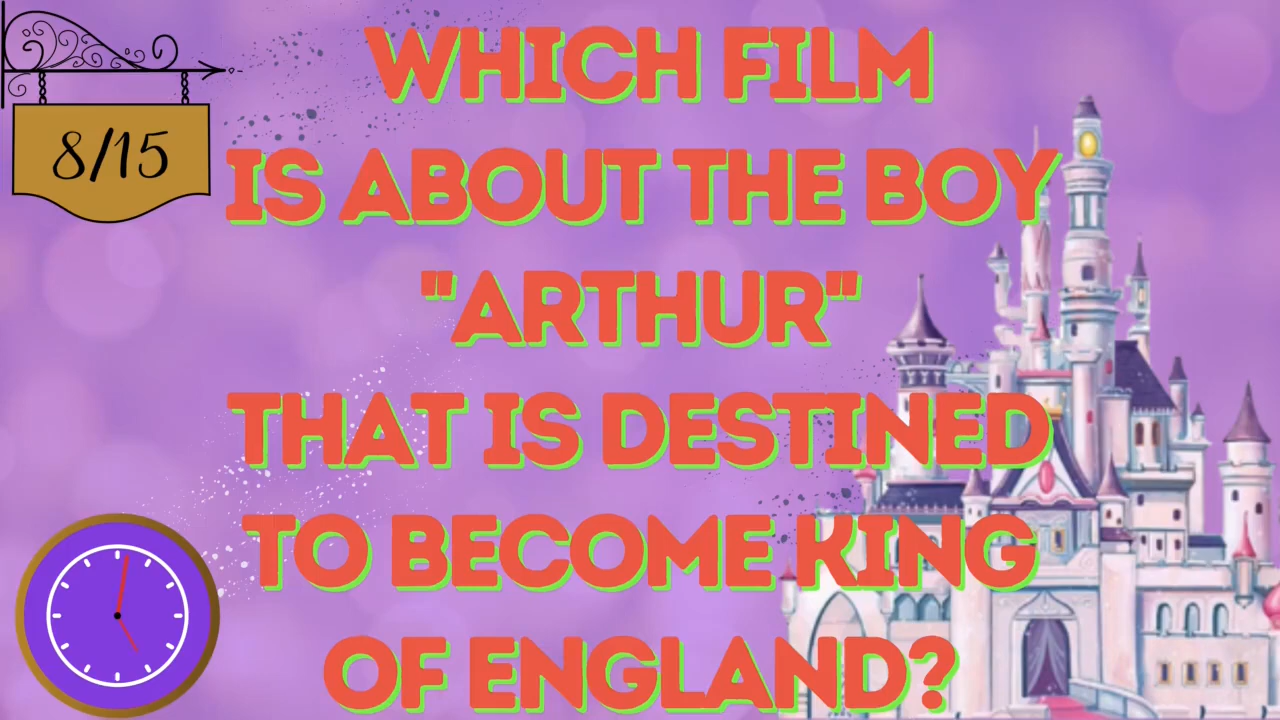 8/15
WHICH FILM
IS ABOUT THE BOY
"ARTHUR"
THAT IS DESTINED
TO BECOME KING
OF ENGLAND?